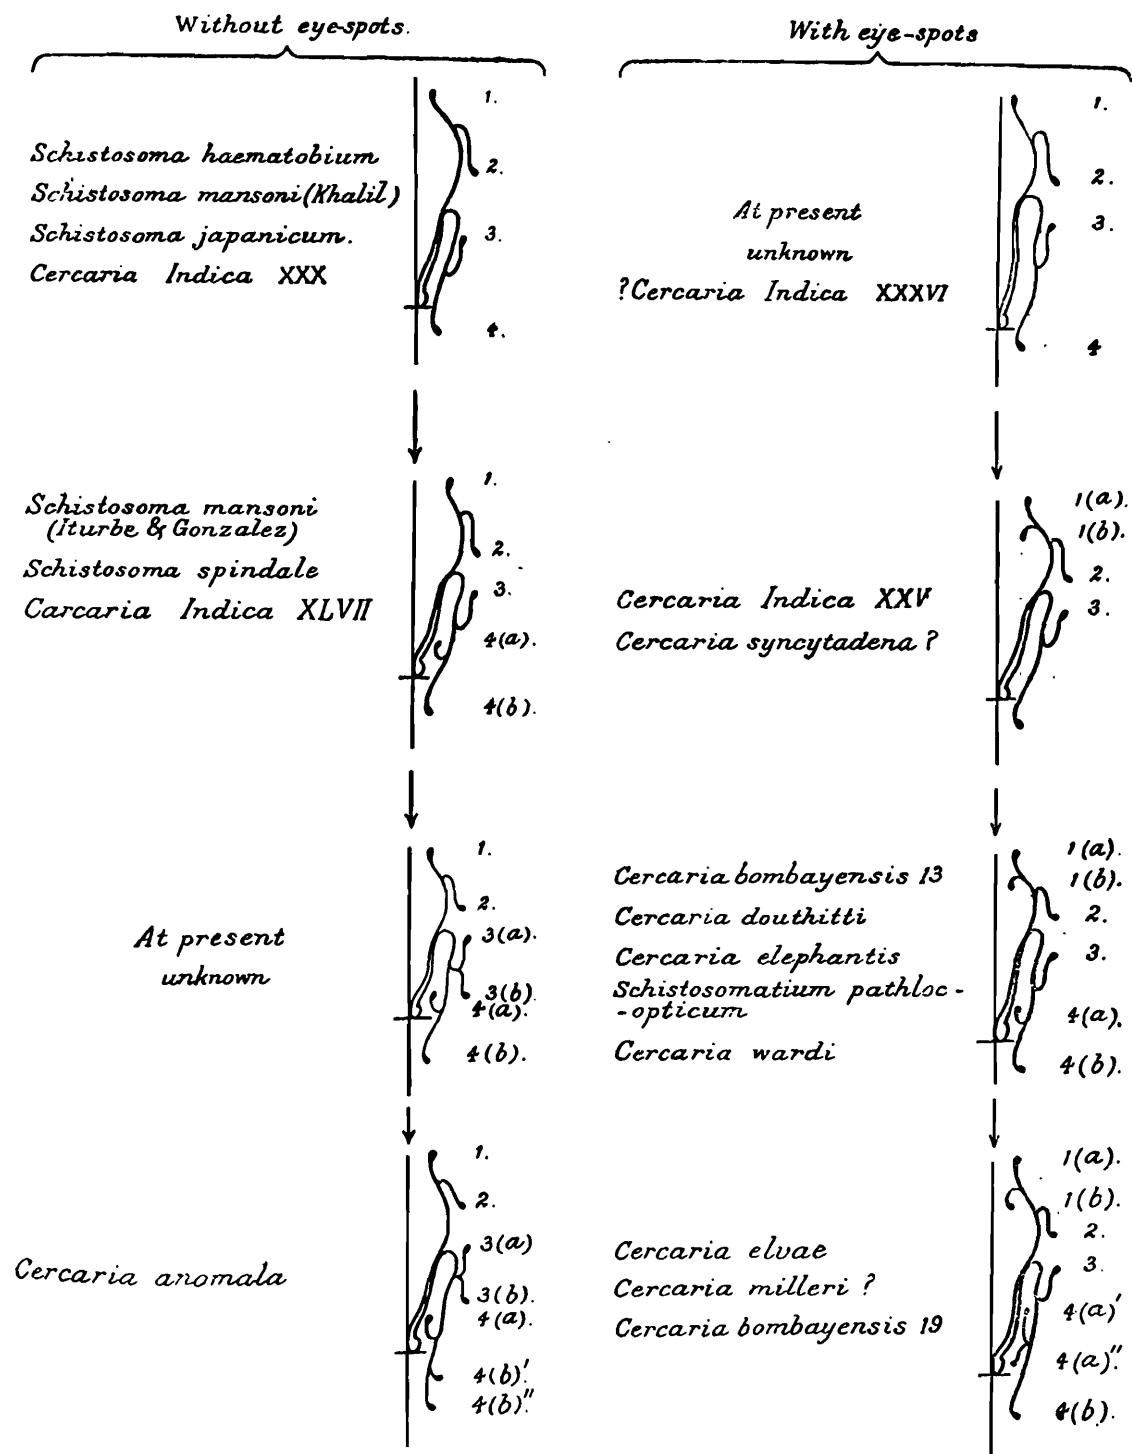 Without eye-spots.
1.
Schistosoma haematobium
2.
Schistosoma mansoni (Khalil)
Schistosoma japanicum.
3.
Cercaria Indica XXX
4.
Schistosoma mansoni
(Iturbe & Gonzalez)
Schistosoma spindale
Carcaria Indica XLVII
1.
2.
3.
4(a).
4(b).
At present
unknown
1.
2.
3(a).
3(b)
4(a).
4(b).
Cercaria anomala
1.
2.
3(a)
3(b).
4(a).
4(b)'.
4(b)".
With eye-spots
At present
unknown
?Cercaria Indica XXXVI
1.
2.
3.
4
Cercaria Indica XXV
Cercaria syncytadena ?
1(a).
1(b).
2.
3.
Cercaria bombayensis 13
Cercaria douthitti
Cercaria elephantis
Schistosomatium pathloc-
-opticum
Cercaria wardi
1(a).
1(b).
2.
3.
4(a).
4(b).
Cercaria elvae
Cercaria milleri ?
Cercaria bombayensis 19
1(a).
1(b).
2.
3.
4(a)'
4(a)".
4(b).